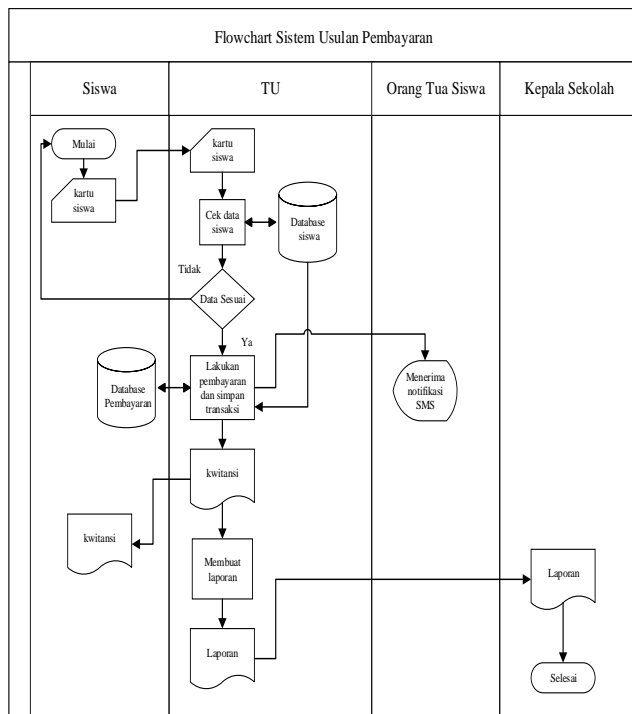 Flowchart Sistem Usulan Pembayaran
Siswa
TU
Orang Tua Siswa
Kepala Sekolah
Mulai
kartu
siswa
kartu
siswa
Cek data
siswa
Database
siswa
Tidak
Data Sesuai
Ya
Database
Pembayaran
Lakukan
pembayaran
dan simpan
transaksi
Menerima
notifikasi
SMS
kwitansi
kwitansi
Membuat
laporan
Laporan
Laporan
Selesai